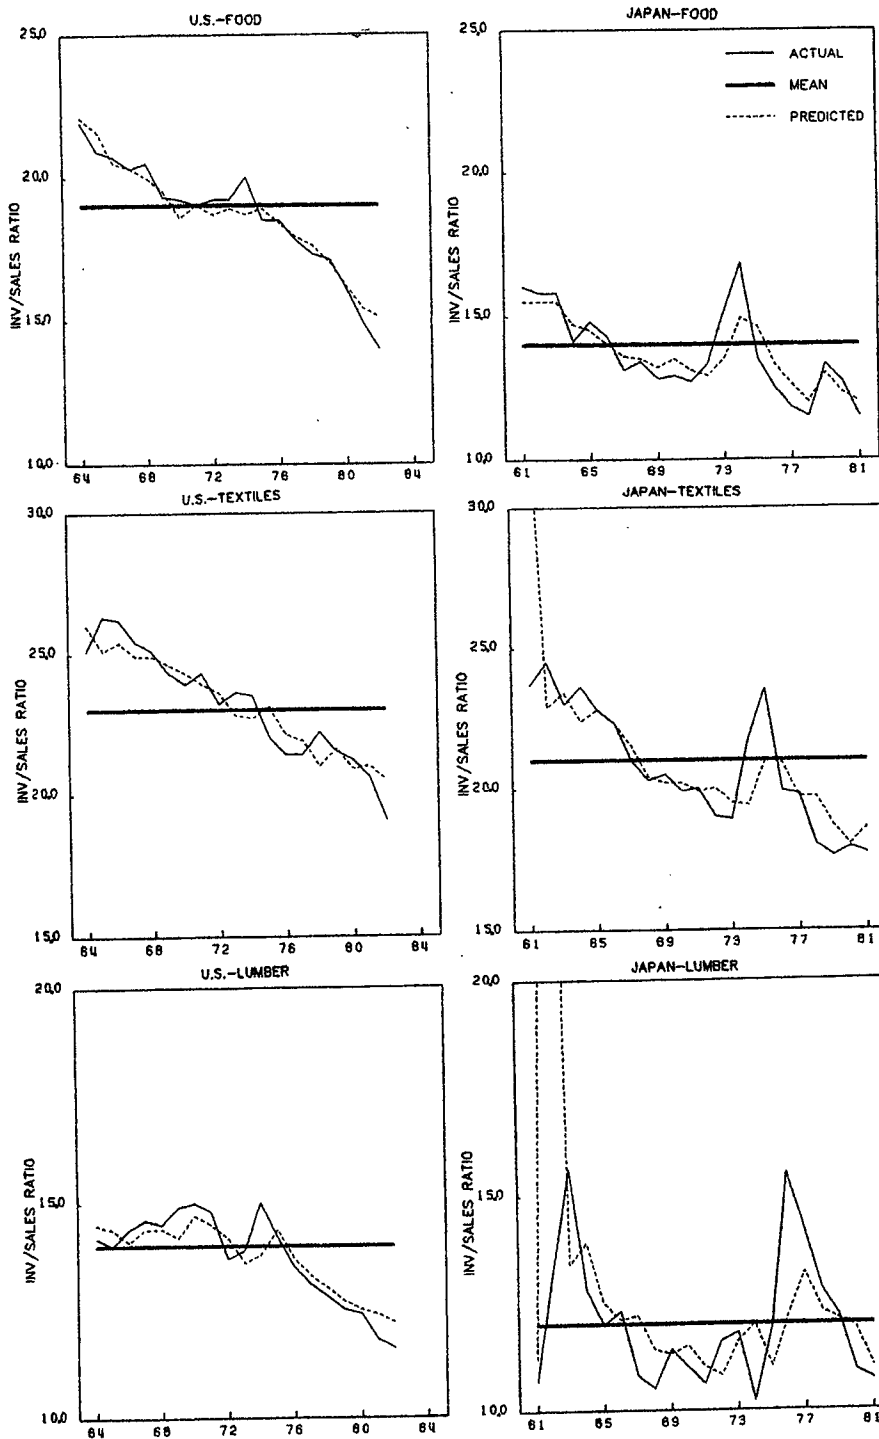 U.S.-FOOD
25.0
20.0
15.0
10.0
INV/SALES RATIO
64 68 72 76 80 84
JAPAN-FOOD
ACTUAL
MEAN
PREDICTED
25.0
20.0
15.0
10.0
INV/SALES RATIO
61 65 69 73 77 81
U.S.-TEXTILES
30.0
25.0
20.0
15.0
INV/SALES RATIO
64 68 72 76 80 84
JAPAN-TEXTILES
30.0
25.0
20.0
15.0
INV/SALES RATIO
61 65 69 73 77 81
U.S.-LUMBER
20.0
15.0
10.0
INV/SALES RATIO
64 68 72 76 80 84
JAPAN-LUMBER
20.0
15.0
10.0
INV/SALES RATIO
61 65 69 73 77 81